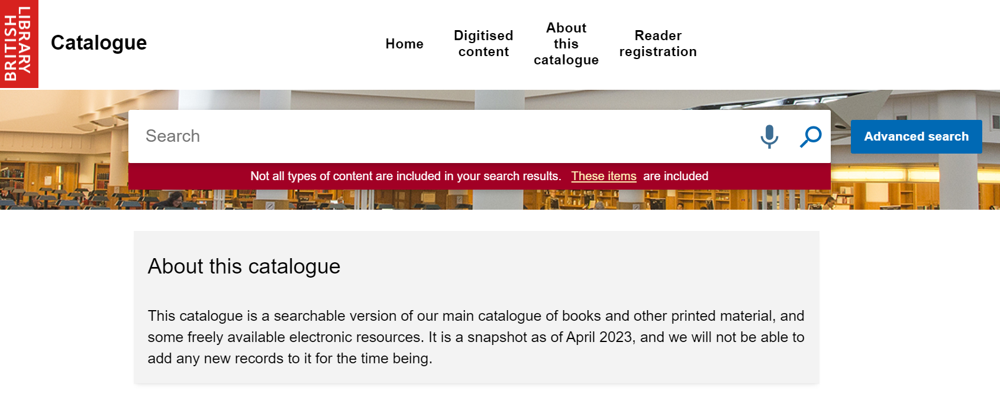 BRITISH
LIBRARY
Catalogue
Home
Digitised
content
About
this
catalogue
Reader
registration
Search
Advanced search
Not all types of content are included in your search results. These items are included
About this catalogue
This catalogue is a searchable version of our main catalogue of books and other printed material, and
some freely available electronic resources. It is a snapshot as of April 2023, and we will not be able to
add any new records to it for the time being.